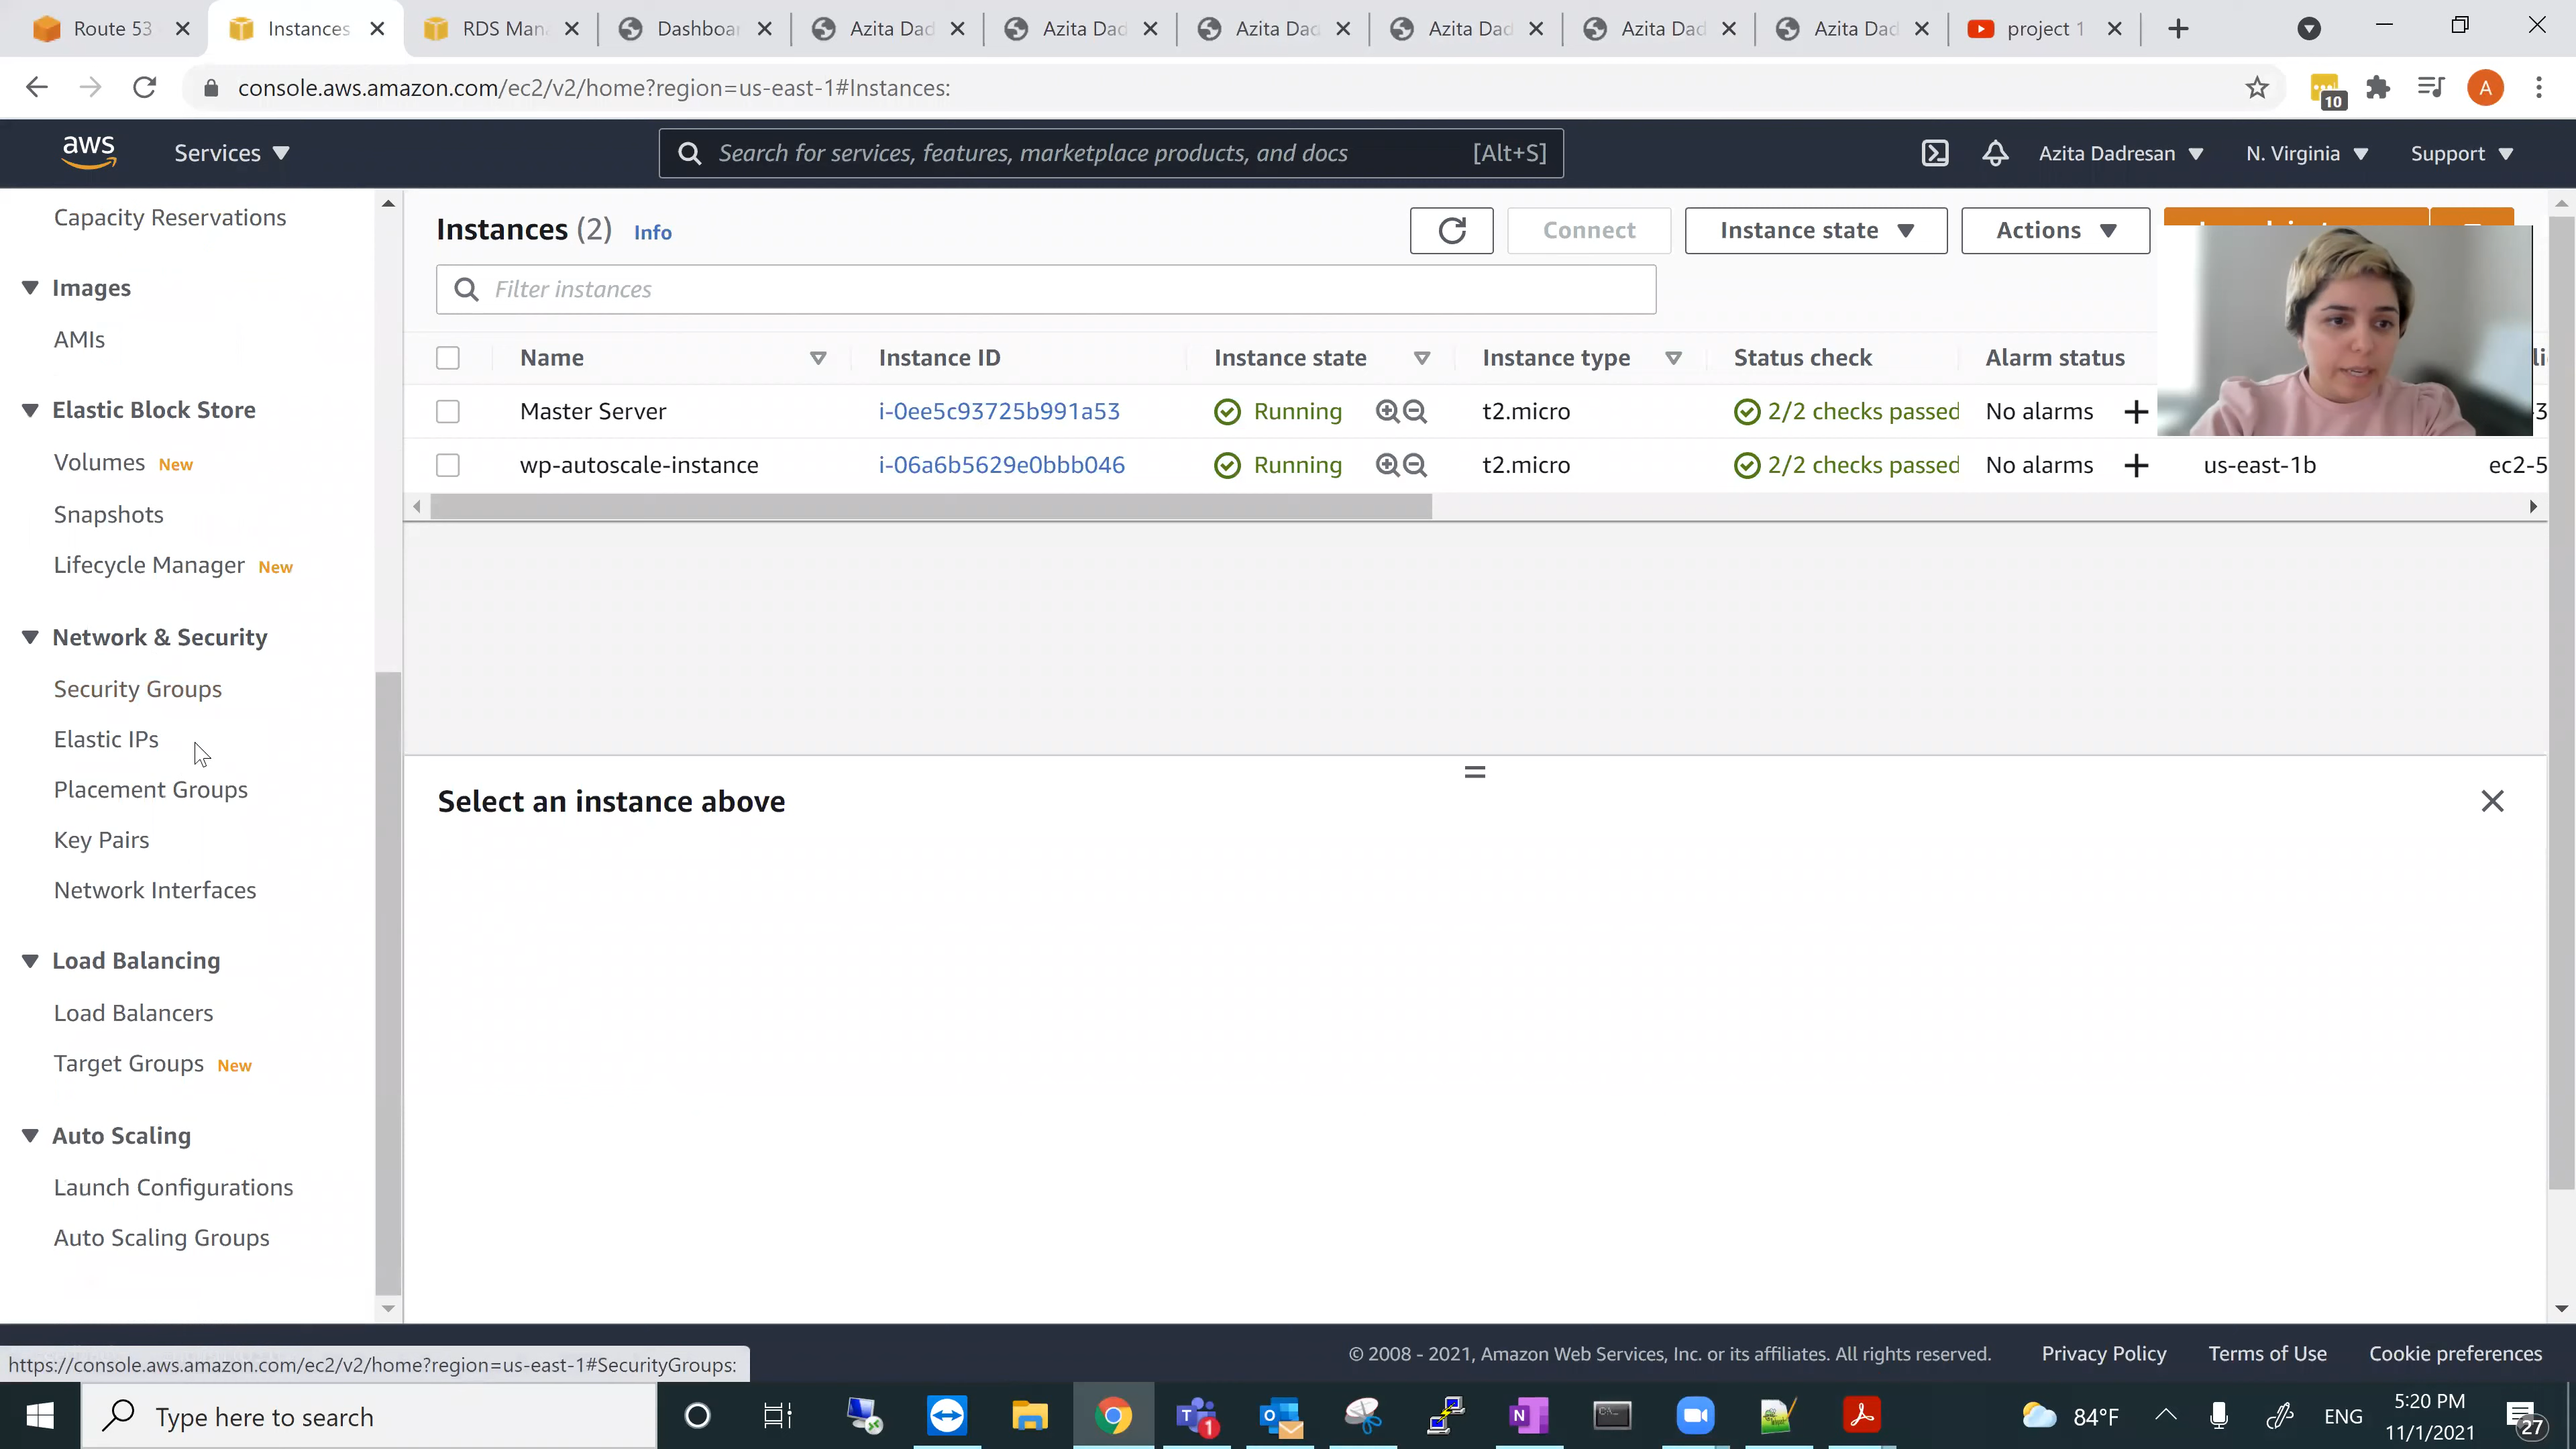 Route 53
Instances
RDS Man
Dashboar
Azita Dad
Azita Dad
Azita Dad
Azita Dad
Azita Dad
Azita Dad
project 1
console.aws.amazon.com/ec2/v2/home?region=us-east-1#Instances:
10
A
aws
Services
Search for services, features, marketplace products, and docs
[Alt+S]
Azita Dadresan
N. Virginia
Support
Capacity Reservations
Images
AMIs
Elastic Block Store
Volumes New
Snapshots
Lifecycle Manager New
Network & Security
Security Groups
Elastic IPs
Placement Groups
Key Pairs
Network Interfaces
Load Balancing
Load Balancers
Target Groups New
Auto Scaling
Launch Configurations
Auto Scaling Groups
Instances (2) Info
Connect
Instance state
Actions
Filter instances
Name Instance ID Instance state Instance type Status check Alarm status
Master Server i-0ee5c93725b991a53 Running t2.micro 2/2 checks passed No alarms
wp-autoscale-instance i-06a6b5629e0bbb046 Running t2.micro 2/2 checks passed No alarms us-east-1b ec2-5
Select an instance above
https://console.aws.amazon.com/ec2/v2/home?region=us-east-1#SecurityGroups:
© 2008 - 2021, Amazon Web Services, Inc. or its affiliates. All rights reserved.
Privacy Policy
Terms of Use
Cookie preferences
Type here to search
84°F
ENG
5:20 PM
11/1/2021
27